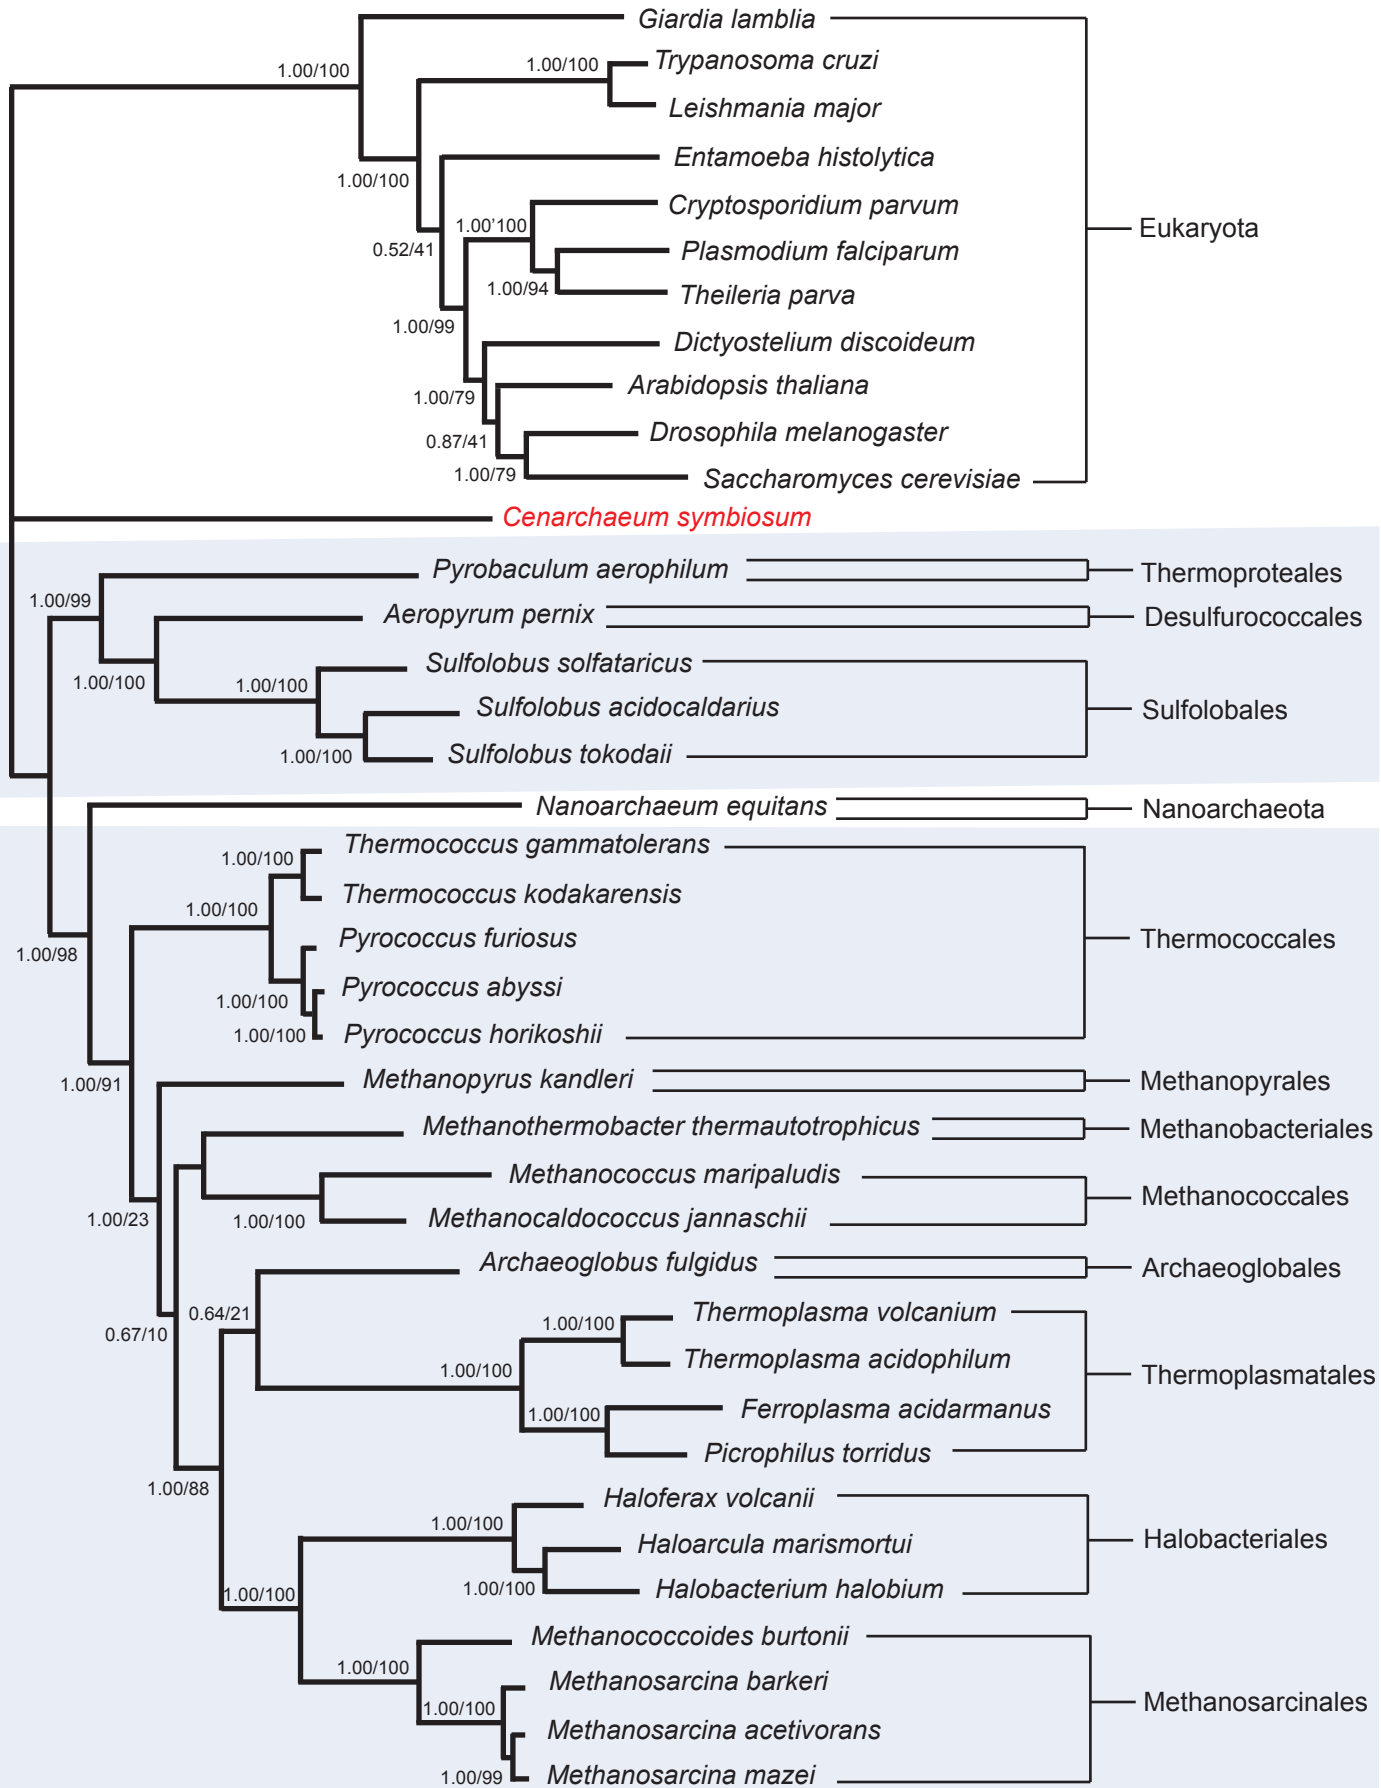 Giardia lamblia
1.00/100
1.00/100
Trypanosoma cruzi
Leishmania major
Entamoeba histolytica
1.00/100
Cryptosporidium parvum
1.00'100
Eukaryota
0.52/41
Plasmodium falciparum
1.00/94
Theileria parva
1.00/99
Dictyostelium discoideum
Arabidopsis thaliana
1.00/79
Drosophila melanogaster
0.87/41
1.00/79
Saccharomyces cerevisiae
Cenarchaeum symbiosum
Pyrobaculum aerophilum
Thermoproteales
1.00/99
Aeropyrum pernix
Desulfurococcales
Sulfolobus solfataricus
1.00/100
1.00/100
Sulfolobus acidocaldarius
Sulfolobales
Sulfolobus tokodaii
1.00/100
Nanoarchaeum equitans
Nanoarchaeota
Thermococcus gammatolerans
1.00/100
Thermococcus kodakarensis
1.00/100
Pyrococcus furiosus
Thermococcales
1.00/98
Pyrococcus abyssi
1.00/100
Pyrococcus horikoshii
1.00/100
Methanopyrus kandleri
Methanopyrales
1.00/91
Methanothermobacter thermautotrophicus
Methanobacteriales
Methanococcus maripaludis
Methanococcales
1.00/23
1.00/100
Methanocaldococcus jannaschii
Archaeoglobus fulgidus
Archaeoglobales
0.64/21
Thermoplasma volcanium
1.00/100
0.67/10
Thermoplasma acidophilum
1.00/100
Thermoplasmatales
Ferroplasma acidarmanus
1.00/100
Picrophilus torridus
1.00/88
Haloferax volcanii
1.00/100
Haloarcula marismortui
Halobacteriales
1.00/100
Halobacterium halobium
1.00/100
Methanococcoides burtonii
1.00/100
Methanosarcina barkeri
1.00/100
Methanosarcinales
Methanosarcina acetivorans
1.00/99
Methanosarcina mazei